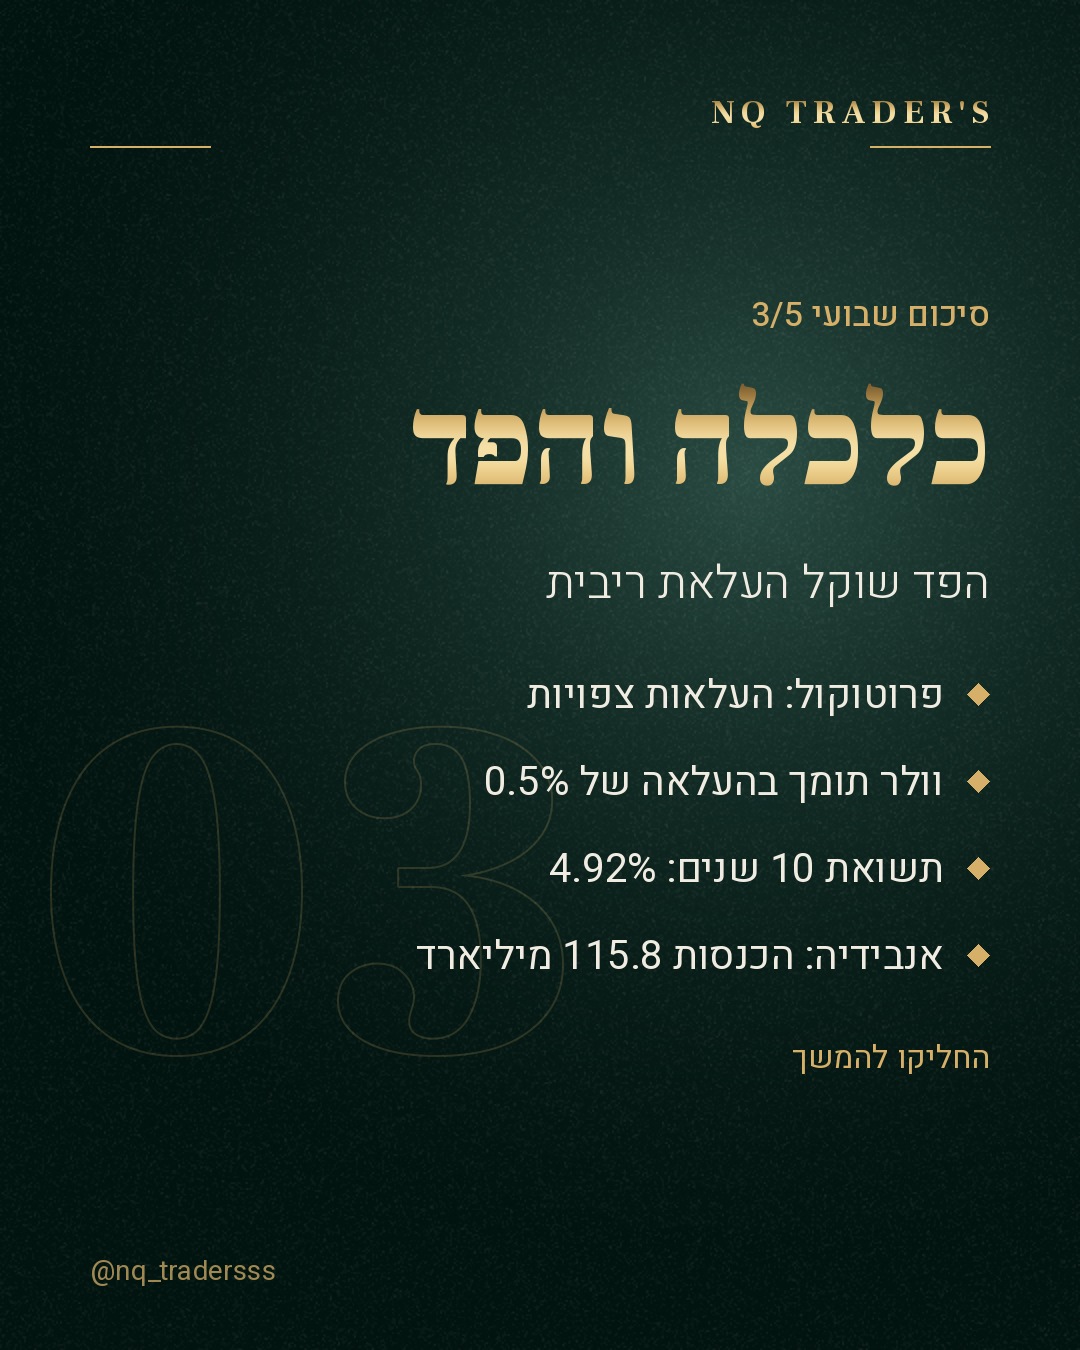 NQ TRADER'S
סיכום שבועי 3/5
כלכלה והפד
הפד שוקל העלאת ריבית
פרוטוקול: העלאות צפויות
וולר תומך בהעלאה של 0.5%
תשואת 10 שנים: 4.92%
אנבידיה: הכנסות 115.8 מיליארד
03
החליקו להמשך
@nq_tradersss